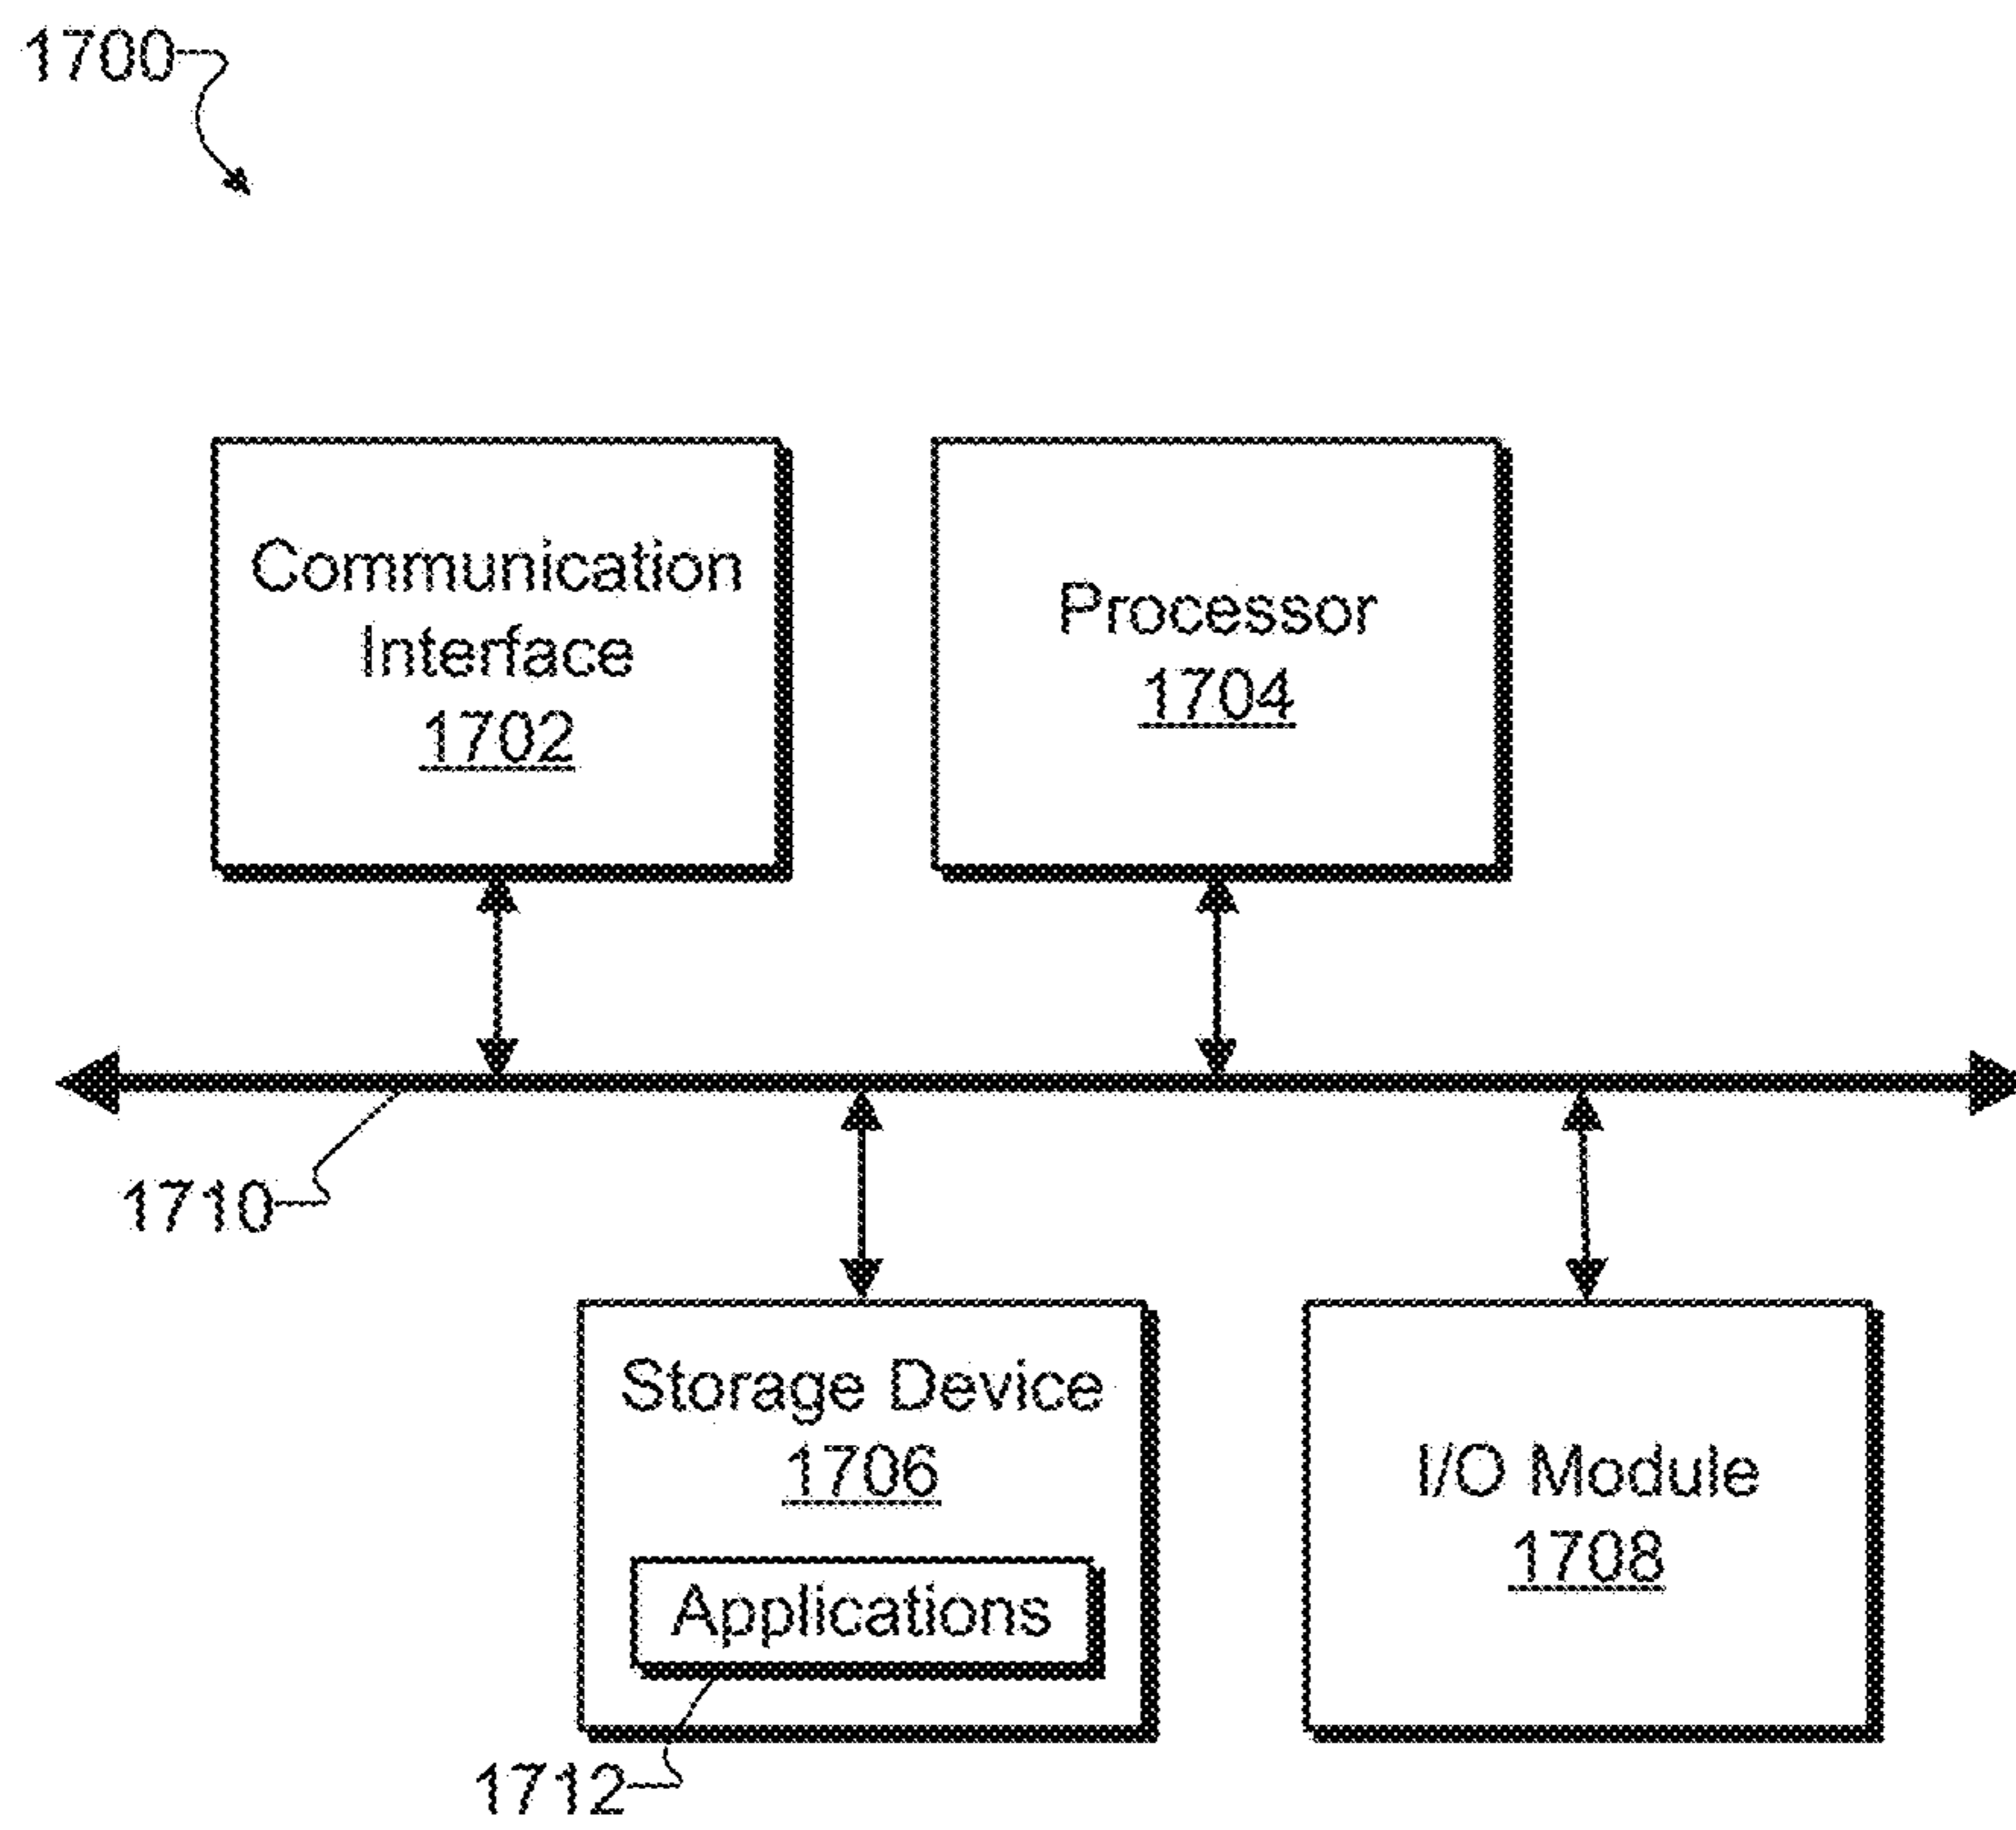 1700
Communication
Interface
1702
Processor
1704
1710
Storage Device
1706
Applications
1712
I/O Module
1708